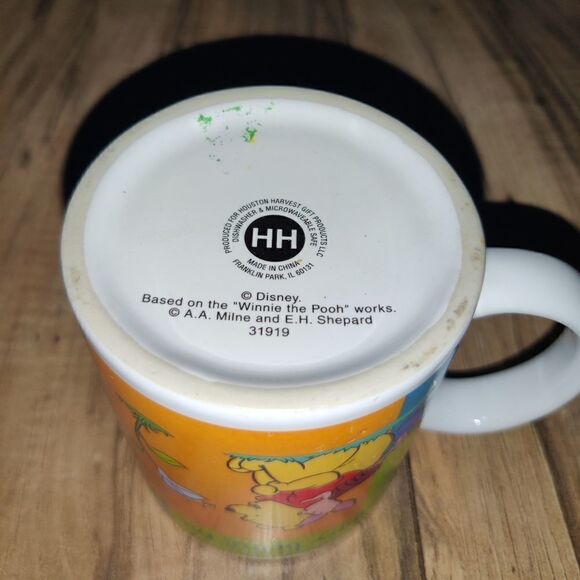 PRODUCED FOR HOUSTON HARVEST GIFT PRODUCTS LLC
DISHWASHER & MICROWAVEABLE SAFE
HH
MADE IN CHINA
FRANKLIN PARK, IL 60131
© Disney.
Based on the "Winnie the Pooh" works.
© A.A. Milne and E.H. Shepard
31919